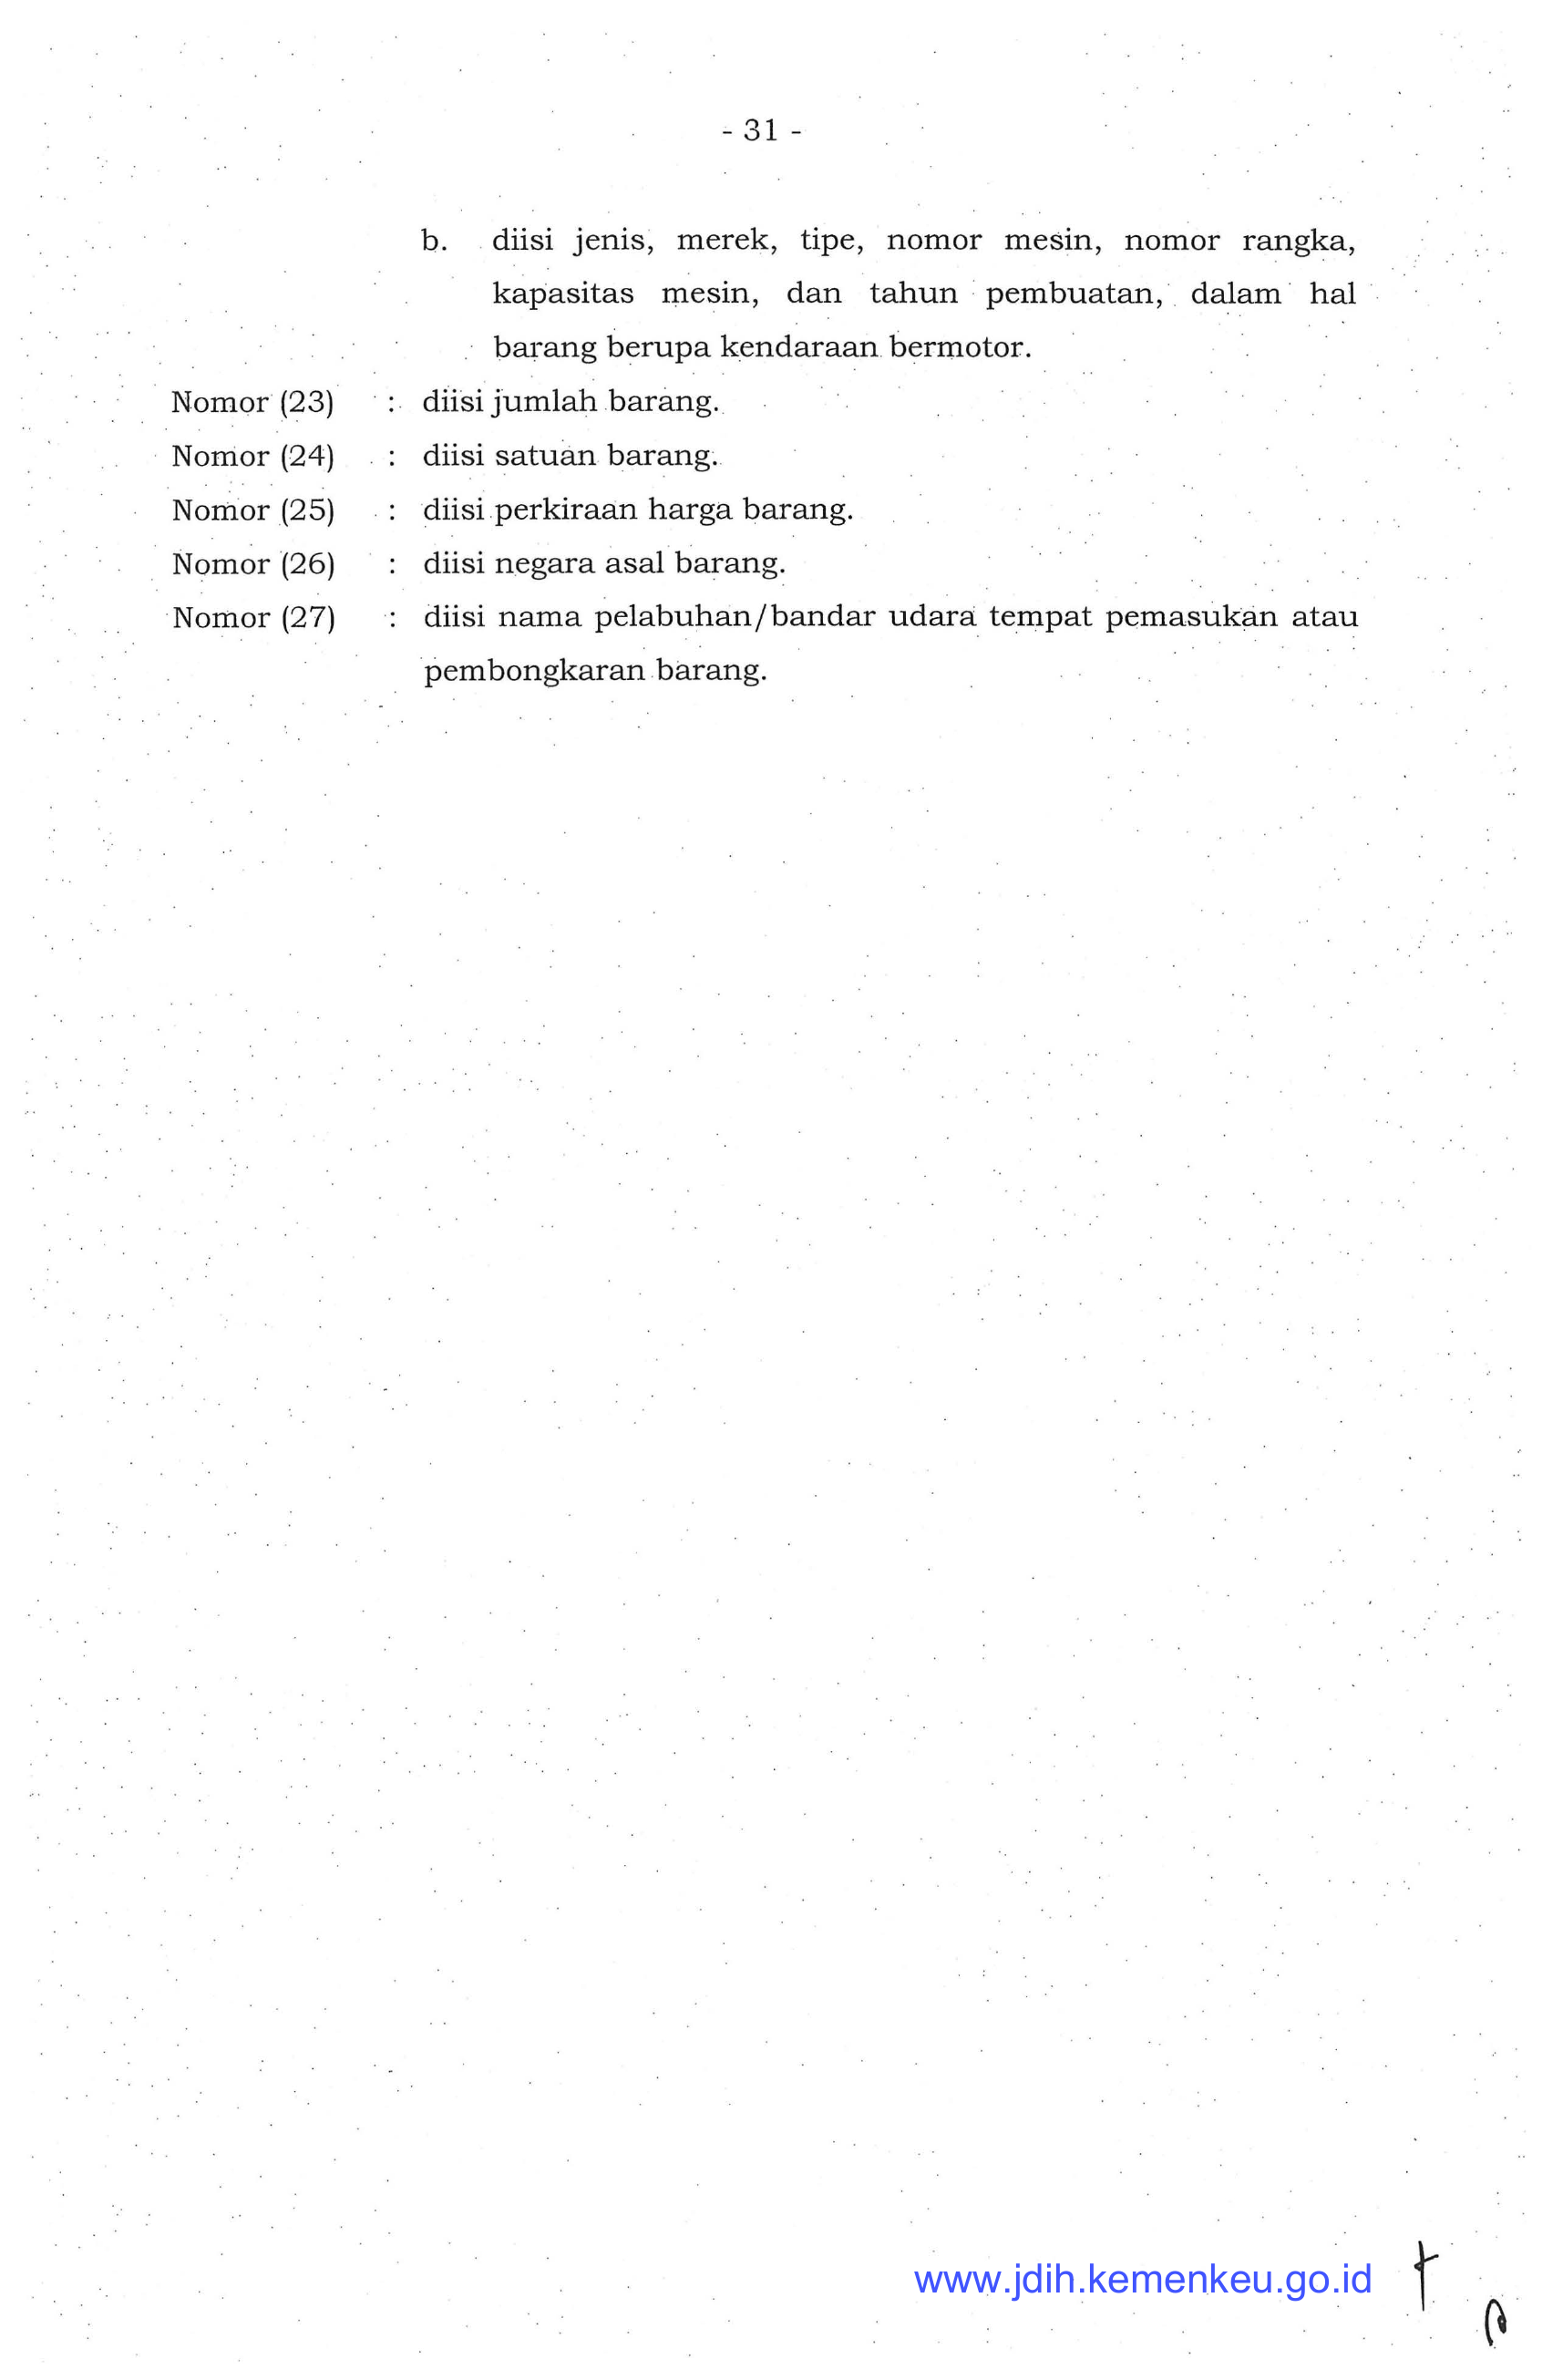 - 31 -
b. diisi jenis, merek, tipe, nomor mesin, nomor rangka,
kapasitas mesin, dan tahun pembuatan, dalam hal
barang berupa kendaraan bermotor.
Nomor (23) : diisi jumlah barang.
Nomor (24) : diisi satuan barang.
Nomor (25) : diisi perkiraan harga barang.
Nomor (26) : diisi negara asal barang.
Nomor (27) : diisi nama pelabuhan/bandar udara tempat pemasukan atau
pembongkaran barang.
www.jdih.kemenkeu.go.id